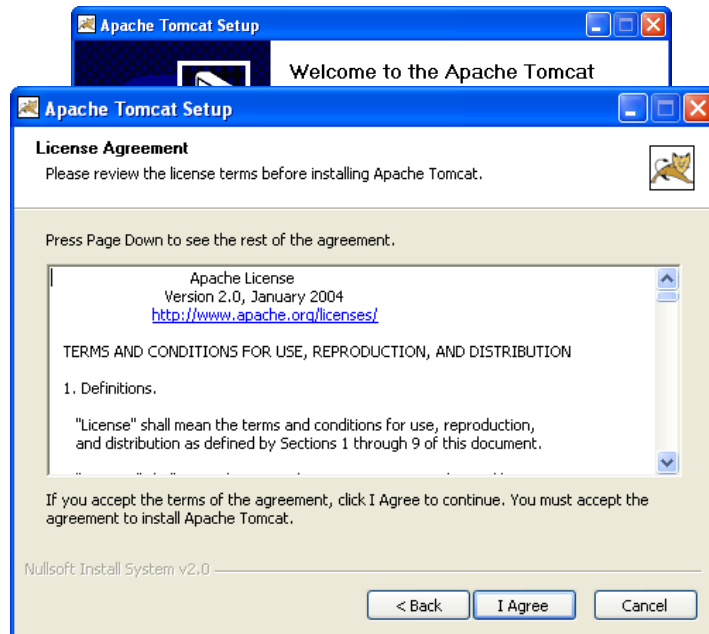 Apache Tomcat Setup
Welcome to the Apache Tomcat
Apache Tomcat Setup
License Agreement
Please review the license terms before installing Apache Tomcat.
Press Page Down to see the rest of the agreement.
Apache License
Version 2.0, January 2004
http://www.apache.org/licenses/
TERMS AND CONDITIONS FOR USE, REPRODUCTION, AND DISTRIBUTION
1. Definitions.
"License" shall mean the terms and conditions for use, reproduction,
and distribution as defined by Sections 1 through 9 of this document.
If you accept the terms of the agreement, click I Agree to continue. You must accept the
agreement to install Apache Tomcat.
Nullsoft Install System v2.0
< Back
I Agree
Cancel